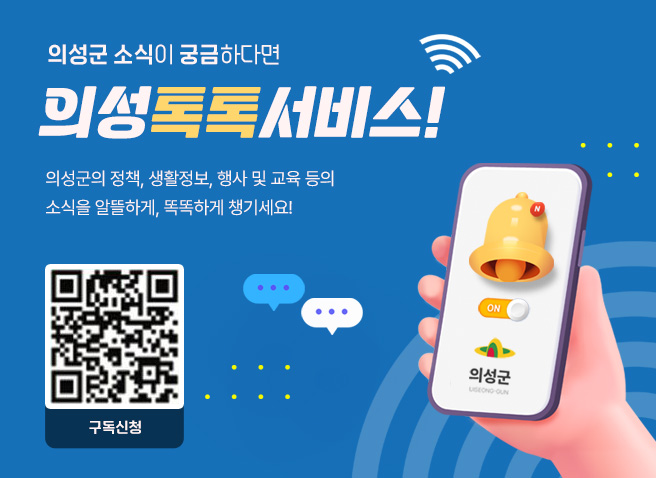 의성군 소식이 궁금하다면
의성톡톡서비스!
의성군의 정책, 생활정보, 행사 및 교육 등의
소식을 알뜰하게, 똑똑하게 챙기세요!
N
ON
의성군
UISEONG-GUN
구독신청